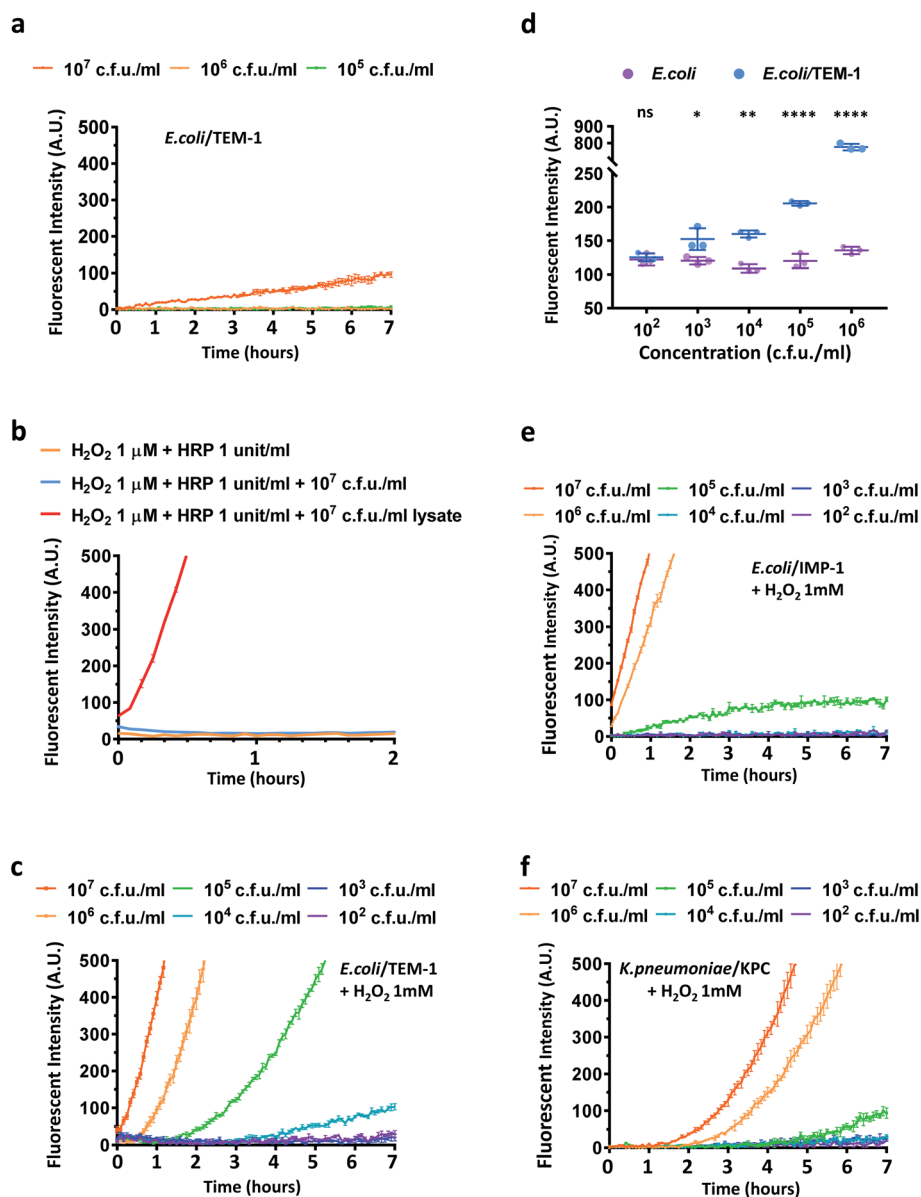 a
10⁷ c.f.u./ml 10⁶ c.f.u./ml 10⁵ c.f.u./ml
E.coli/TEM-1
Fluorescent Intensity (A.U.)
500
400
300
200
100
0
0 1 2 3 4 5 6 7
Time (hours)
b
H₂O₂ 1 μM + HRP 1 unit/ml
H₂O₂ 1 μM + HRP 1 unit/ml + 10⁷ c.f.u./ml
H₂O₂ 1 μM + HRP 1 unit/ml + 10⁷ c.f.u./ml lysate
Fluorescent Intensity (A.U.)
500
400
300
200
100
0
0 1 2
Time (hours)
c
10⁷ c.f.u./ml 10⁵ c.f.u./ml 10³ c.f.u./ml
10⁶ c.f.u./ml 10⁴ c.f.u./ml 10² c.f.u./ml
E.coli/TEM-1
+ H₂O₂ 1mM
Fluorescent Intensity (A.U.)
500
400
300
200
100
0
0 1 2 3 4 5 6 7
Time (hours)
d
E.coli E.coli/TEM-1
ns * ** **** ****
Fluorescent Intensity (A.U.)
800
700
200
150
100
50
10² 10³ 10⁴ 10⁵ 10⁶
Concentration (c.f.u./ml)
e
10⁷ c.f.u./ml 10⁵ c.f.u./ml 10³ c.f.u./ml
10⁶ c.f.u./ml 10⁴ c.f.u./ml 10² c.f.u./ml
E.coli/IMP-1
+ H₂O₂ 1mM
Fluorescent Intensity (A.U.)
500
400
300
200
100
0
0 1 2 3 4 5 6 7
Time (hours)
f
10⁷ c.f.u./ml 10⁵ c.f.u./ml 10³ c.f.u./ml
10⁶ c.f.u./ml 10⁴ c.f.u./ml 10² c.f.u./ml
K.pneumoniae/KPC
+ H₂O₂ 1mM
Fluorescent Intensity (A.U.)
500
400
300
200
100
0
0 1 2 3 4 5 6 7
Time (hours)